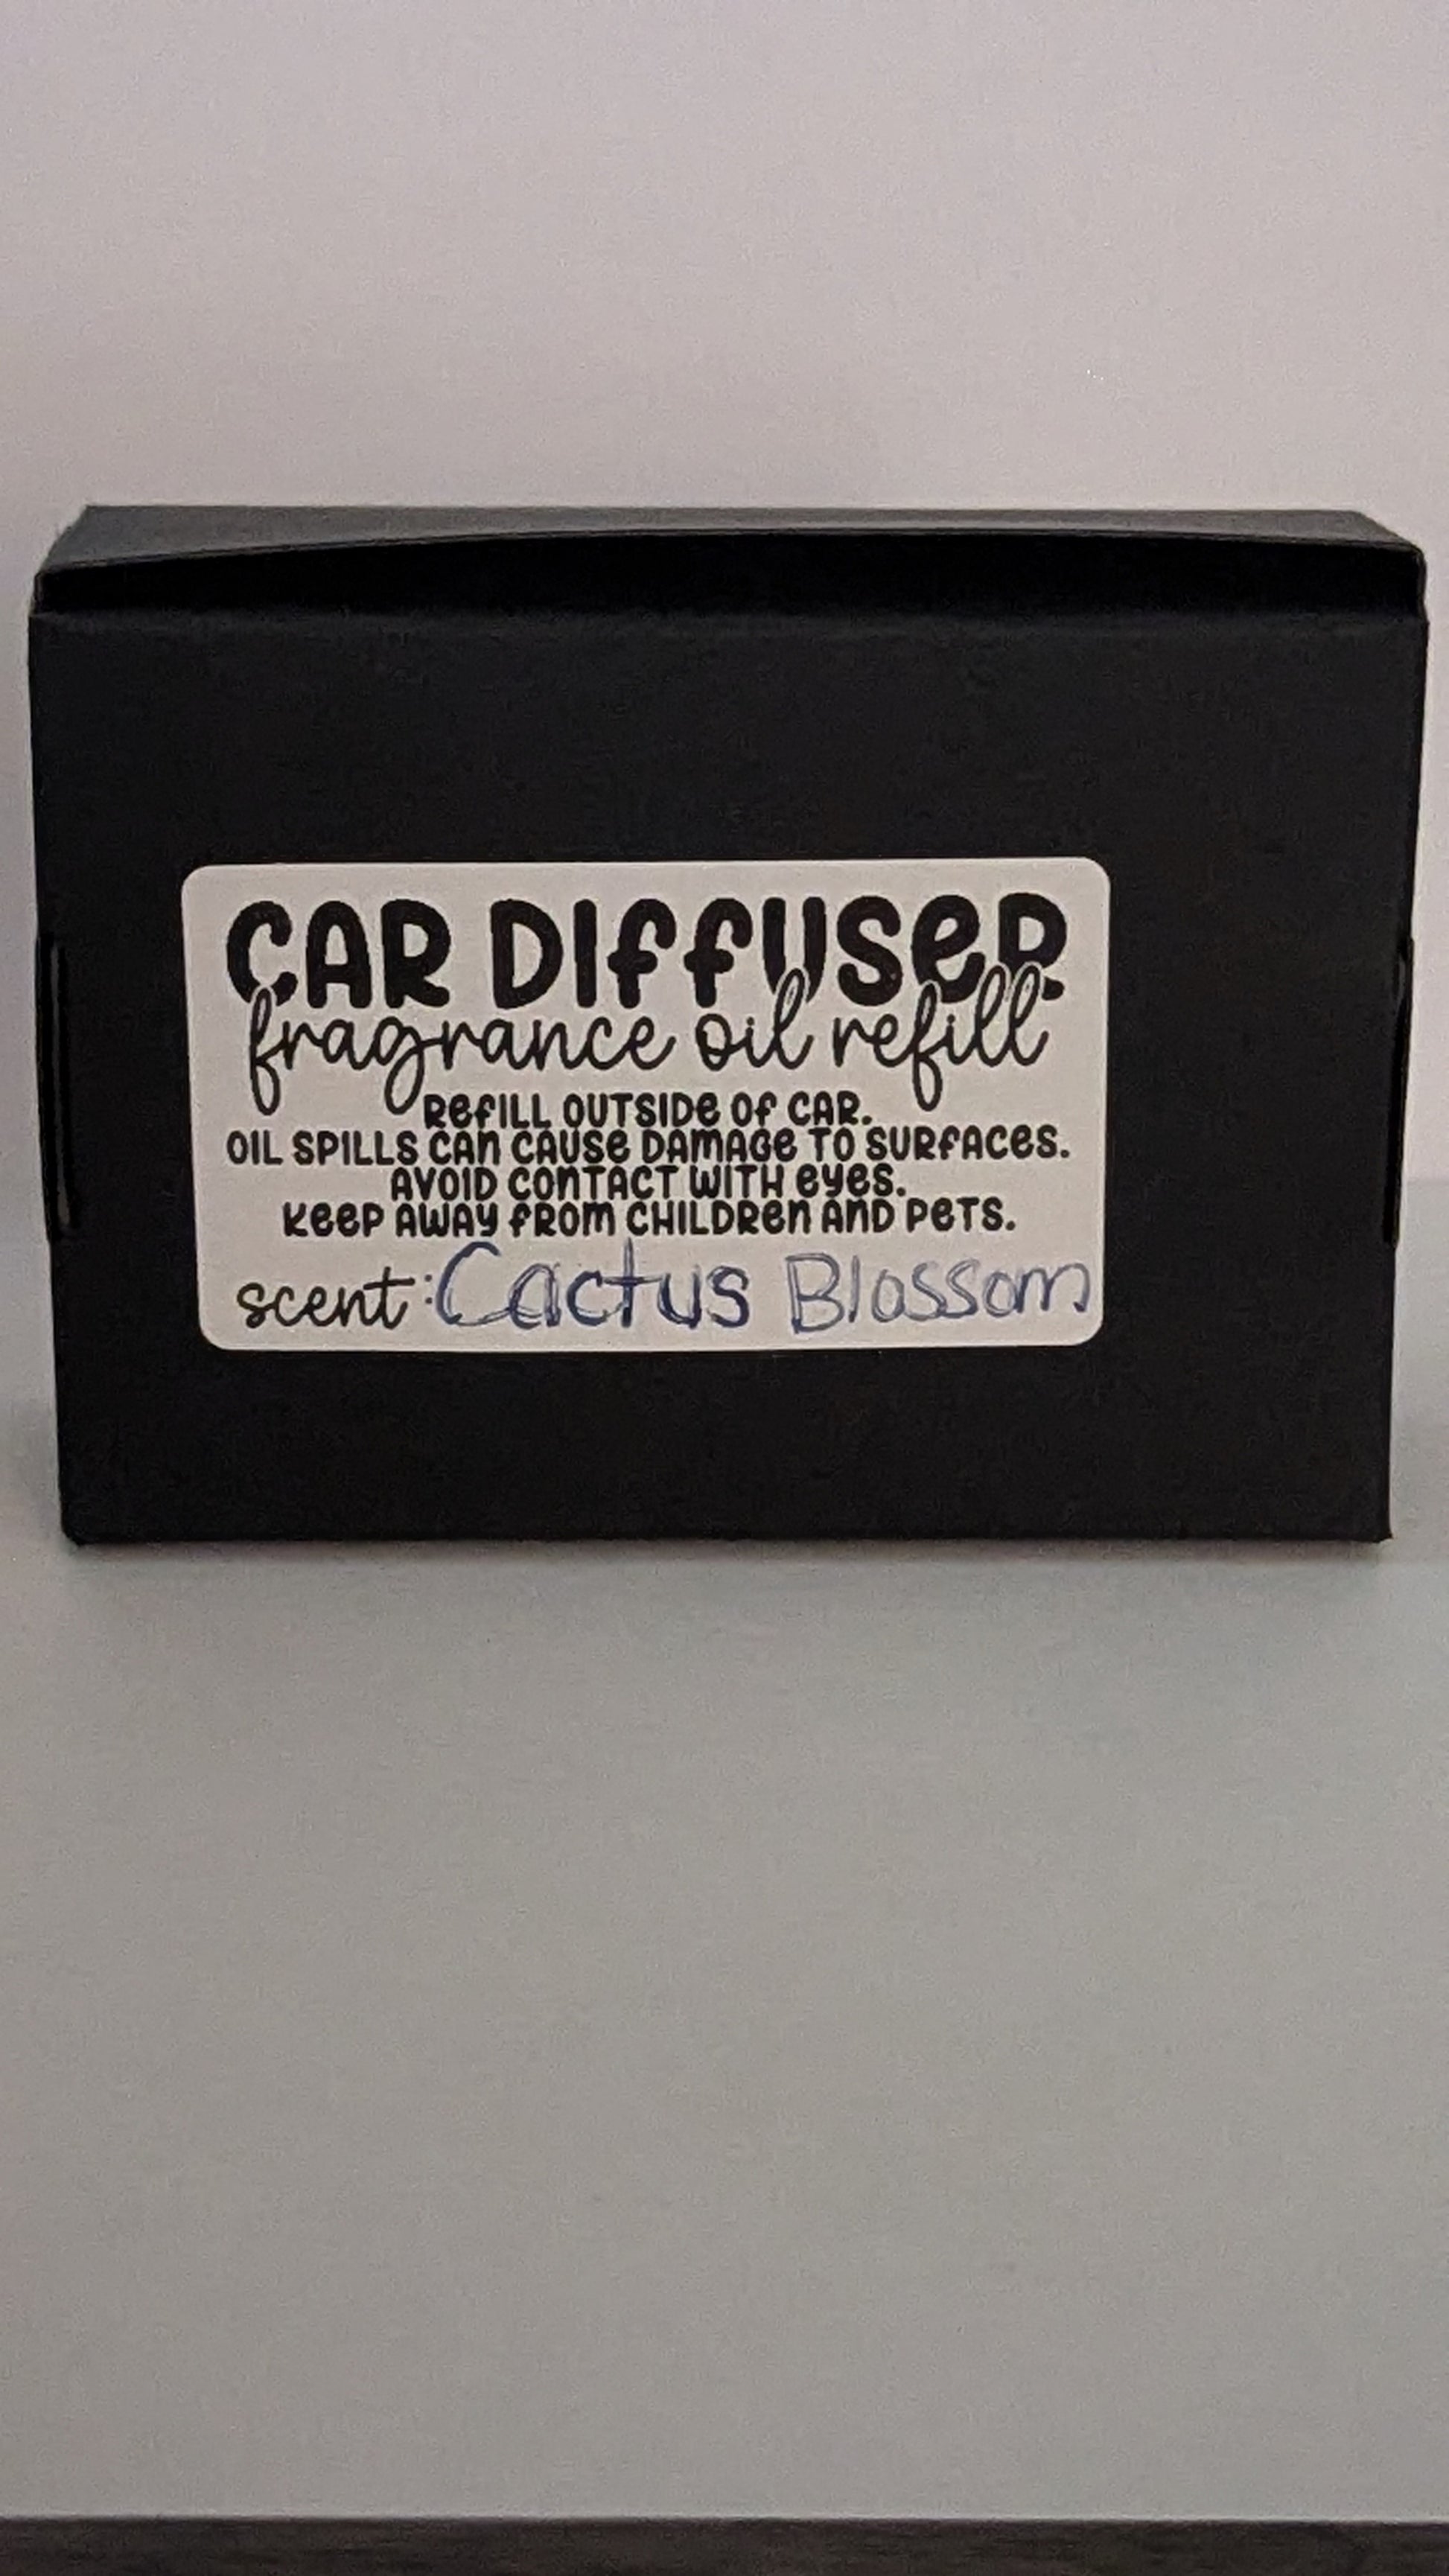 CAR DIFFUSER
fragrance oil refill
REFILL OUTSIDE OF CAR.
OIL SPILLS CAN CAUSE DAMAGE TO SURFACES.
AVOID CONTACT WITH EYES.
KEEP AWAY FROM CHILDREN AND PETS.
scent: Cactus Blossom